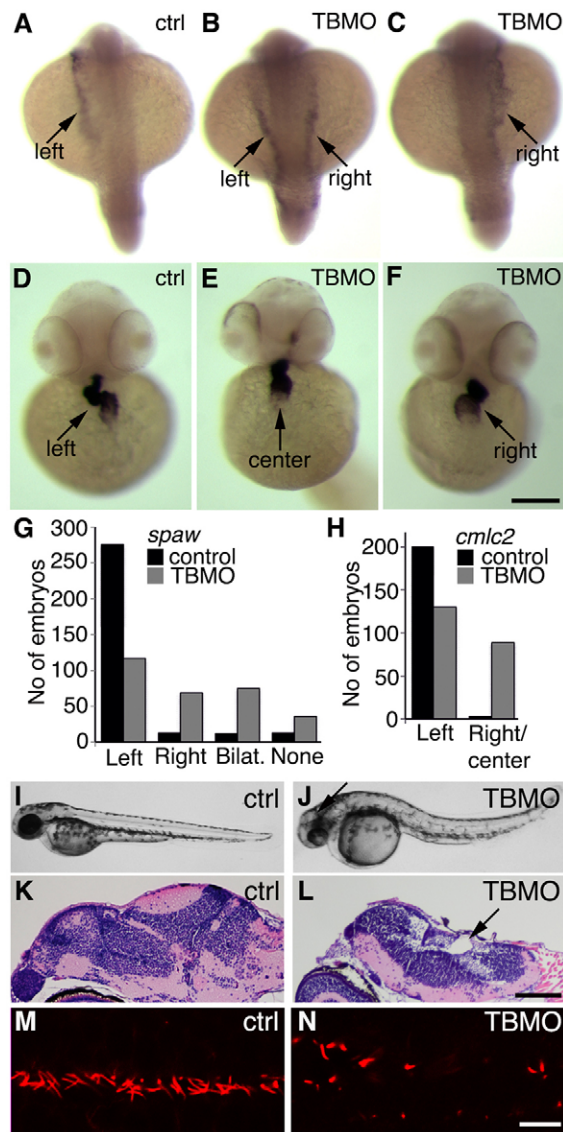 A ctrl
B TBMO
C TBMO
left
left right
right
D ctrl
E TBMO
F TBMO
left
center
right
G
spaw
control
TBMO
No of embryos
300
250
200
150
100
50
0
Left Right Bilat. None
H
cmlc2
control
TBMO
No of embryos
200
150
100
50
0
Left Right/
center
I ctrl
J TBMO
K ctrl
L TBMO
M ctrl
N TBMO